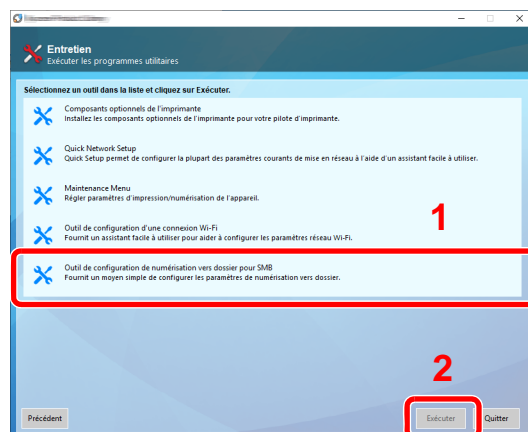 Entretien
Exécuter les programmes utilitaires
Sélectionnez un outil dans la liste et cliquez sur Exécuter.
Composants optionnels de l'imprimante
Installez les composants optionnels de l'imprimante pour votre pilote d'imprimante.
Quick Network Setup
Quick Setup permet de configurer la plupart des paramètres courants de mise en réseau à l'aide d'un assistant facile à utiliser.
Maintenance Menu
Régler paramètres d'impression/numérisation de l'appareil.
1
Outil de configuration d'une connexion Wi-Fi
Fournit un assistant facile à utiliser pour aider à configurer les paramètres réseau Wi-Fi.
Outil de configuration de numérisation vers dossier pour SMB
Fournit un moyen simple de configurer les paramètres de numérisation vers dossier.
2
Précédent
Exécuter
Quitter